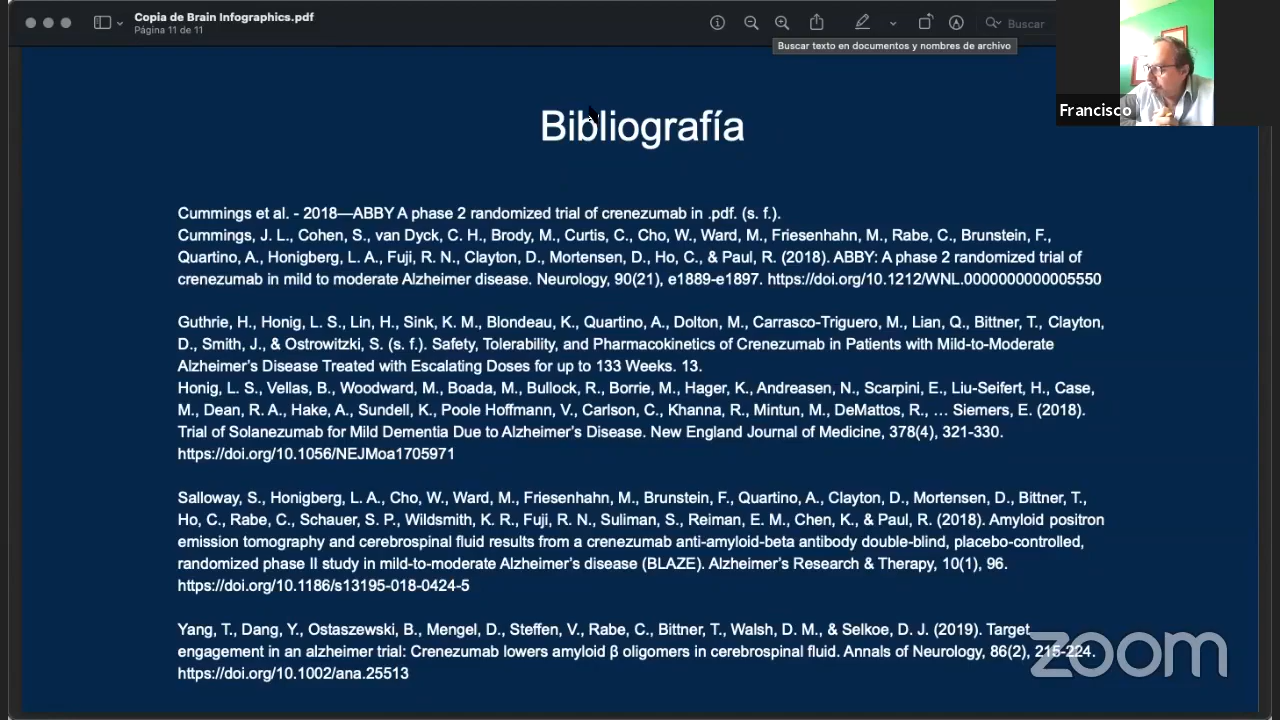 Copia de Brain Infographics.pdf
Página 11 de 11
Buscar
Buscar texto en documentos y nombres de archivo
Francisco
Bibliografía
Cummings et al. - 2018—ABBY A phase 2 randomized trial of crenezumab in .pdf. (s. f.).
Cummings, J. L., Cohen, S., van Dyck, C. H., Brody, M., Curtis, C., Cho, W., Ward, M., Friesenhahn, M., Rabe, C., Brunstein, F.,
Quartino, A., Honigberg, L. A., Fuji, R. N., Clayton, D., Mortensen, D., Ho, C., & Paul, R. (2018). ABBY: A phase 2 randomized trial of
crenezumab in mild to moderate Alzheimer disease. Neurology, 90(21), e1889-e1897. https://doi.org/10.1212/WNL.0000000000005550
Guthrie, H., Honig, L. S., Lin, H., Sink, K. M., Blondeau, K., Quartino, A., Dolton, M., Carrasco-Triguero, M., Lian, Q., Bittner, T., Clayton,
D., Smith, J., & Ostrowitzki, S. (s. f.). Safety, Tolerability, and Pharmacokinetics of Crenezumab in Patients with Mild-to-Moderate
Alzheimer's Disease Treated with Escalating Doses for up to 133 Weeks. 13.
Honig, L. S., Vellas, B., Woodward, M., Boada, M., Bullock, R., Borrie, M., Hager, K., Andreasen, N., Scarpini, E., Liu-Seifert, H., Case,
M., Dean, R. A., Hake, A., Sundell, K., Poole Hoffmann, V., Carlson, C., Khanna, R., Mintun, M., DeMattos, R., … Siemers, E. (2018).
Trial of Solanezumab for Mild Dementia Due to Alzheimer's Disease. New England Journal of Medicine, 378(4), 321-330.
https://doi.org/10.1056/NEJMoa1705971
Salloway, S., Honigberg, L. A., Cho, W., Ward, M., Friesenhahn, M., Brunstein, F., Quartino, A., Clayton, D., Mortensen, D., Bittner, T.,
Ho, C., Rabe, C., Schauer, S. P., Wildsmith, K. R., Fuji, R. N., Suliman, S., Reiman, E. M., Chen, K., & Paul, R. (2018). Amyloid positron
emission tomography and cerebrospinal fluid results from a crenezumab anti-amyloid-beta antibody double-blind, placebo-controlled,
randomized phase II study in mild-to-moderate Alzheimer's disease (BLAZE). Alzheimer's Research & Therapy, 10(1), 96.
https://doi.org/10.1186/s13195-018-0424-5
Yang, T., Dang, Y., Ostaszewski, B., Mengel, D., Steffen, V., Rabe, C., Bittner, T., Walsh, D. M., & Selkoe, D. J. (2019). Target
engagement in an alzheimer trial: Crenezumab lowers amyloid β oligomers in cerebrospinal fluid. Annals of Neurology, 86(2), 215-224.
https://doi.org/10.1002/ana.25513
zoom